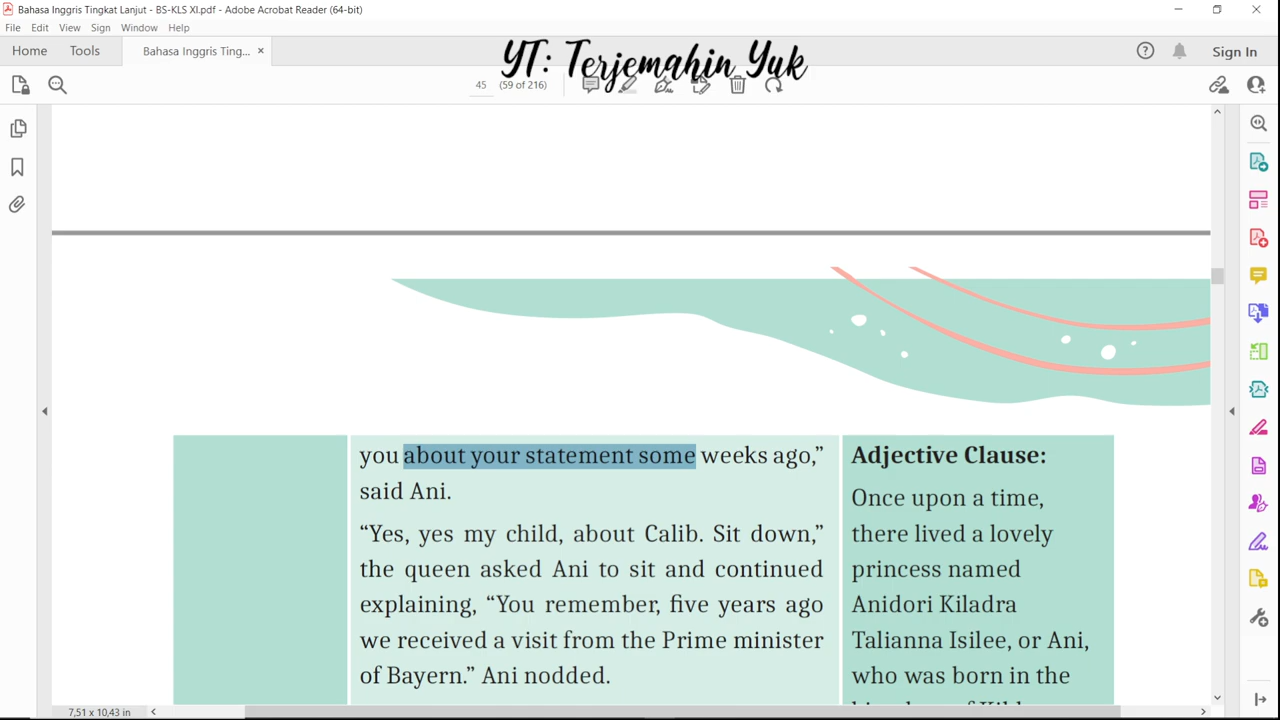 Bahasa Inggris Tingkat Lanjut - BS-KLS XI.pdf - Adobe Acrobat Reader (64-bit)
File Edit View Sign Window Help
Home Tools Bahasa Inggris Ting... ×
Sign In
YT: Terjemahin Yuk
45 (59 of 216)
you about your statement some weeks ago,”
said Ani.
“Yes, yes my child, about Calib. Sit down,”
the queen asked Ani to sit and continued
explaining, “You remember, five years ago
we received a visit from the Prime minister
of Bayern.” Ani nodded.
Adjective Clause:
Once upon a time,
there lived a lovely
princess named
Anidori Kiladra
Talianna Isilee, or Ani,
who was born in the
7,51 x 10,43 in